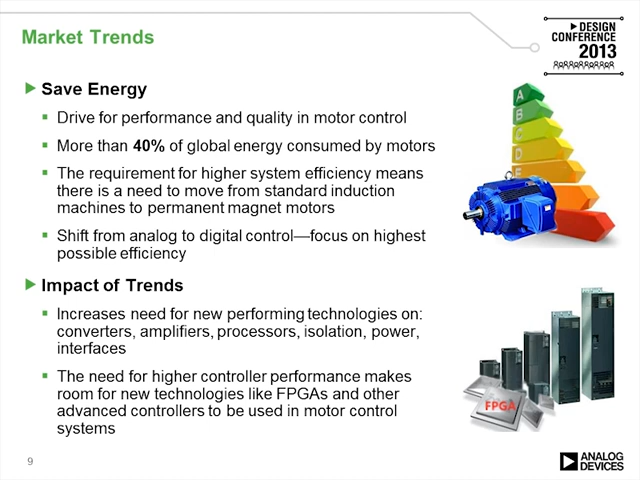 Market Trends
DESIGN
CONFERENCE
2013
Save Energy
Drive for performance and quality in motor control
More than 40% of global energy consumed by motors
The requirement for higher system efficiency means
there is a need to move from standard induction
machines to permanent magnet motors
Shift from analog to digital control—focus on highest
possible efficiency
A
B
C
D
E
Impact of Trends
Increases need for new performing technologies on:
converters, amplifiers, processors, isolation, power,
interfaces
The need for higher controller performance makes
room for new technologies like FPGAs and other
advanced controllers to be used in motor control
systems
FPGA
9
ANALOG
DEVICES